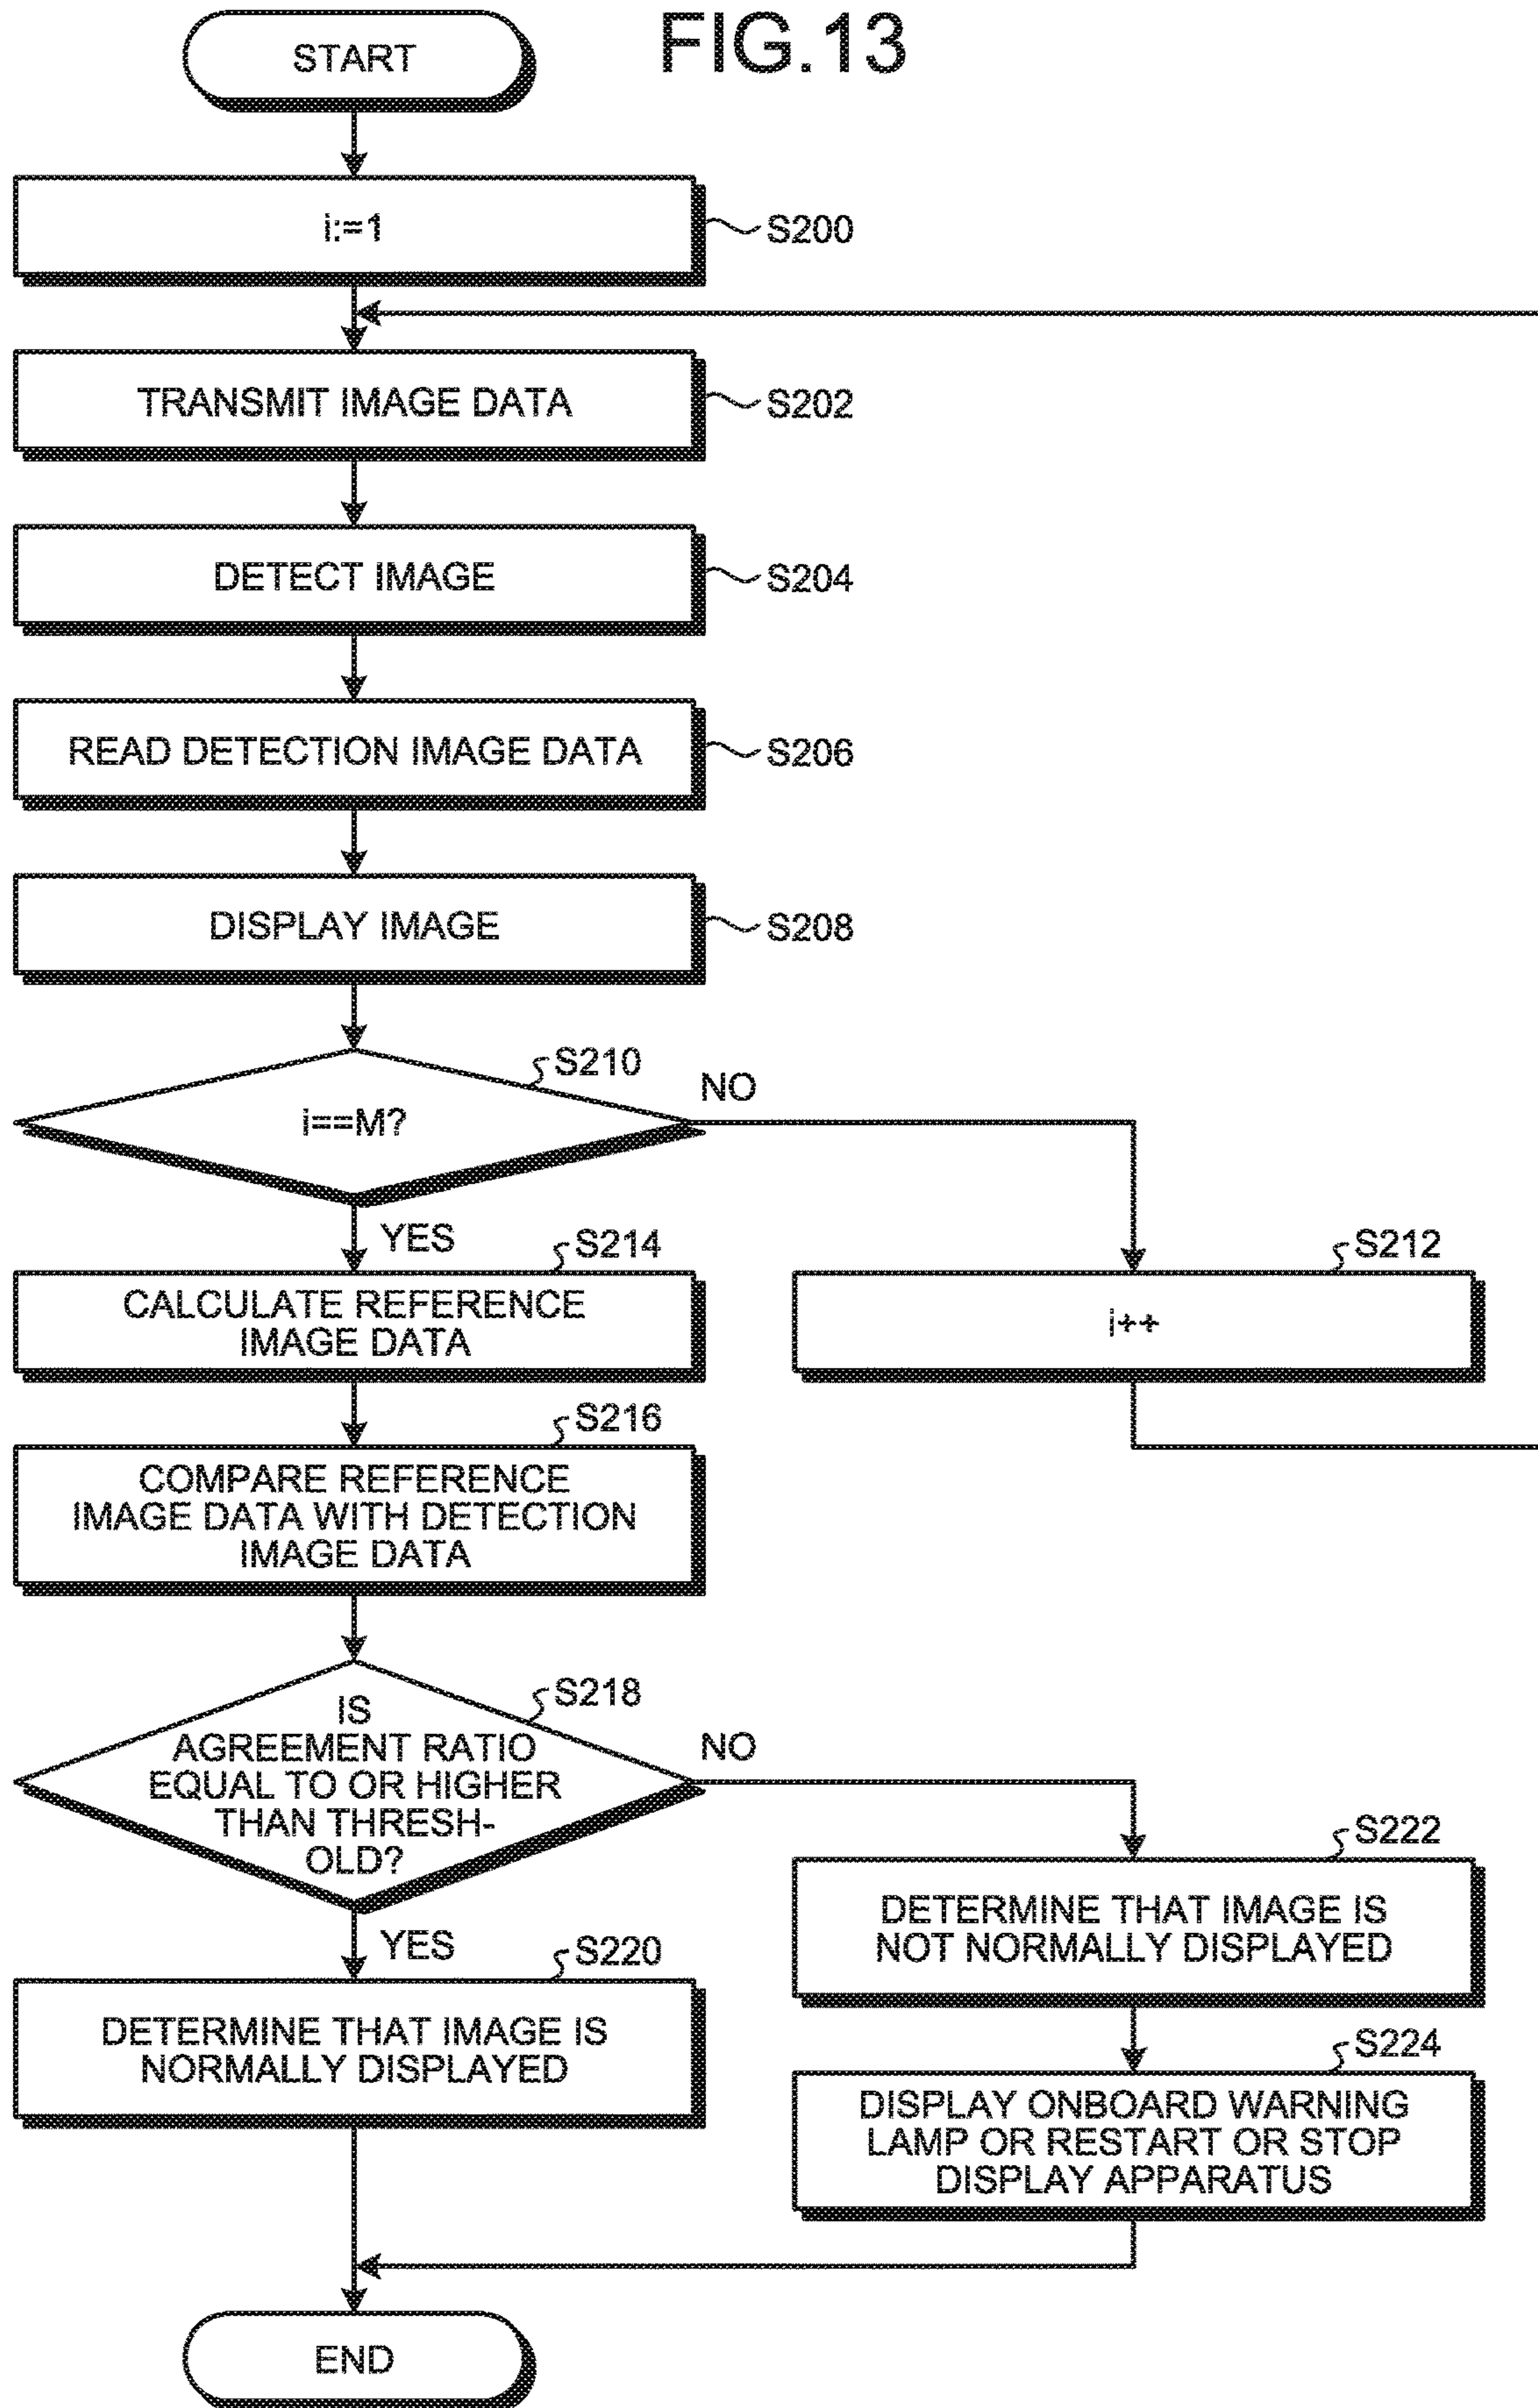 FIG.13
START
i:=1
S200
TRANSMIT IMAGE DATA
S202
DETECT IMAGE
S204
READ DETECTION IMAGE DATA
S206
DISPLAY IMAGE
S208
S210
i==M?
NO
YES
S214
CALCULATE REFERENCE
IMAGE DATA
S212
i++
S216
COMPARE REFERENCE
IMAGE DATA WITH DETECTION
IMAGE DATA
S218
IS
AGREEMENT RATIO
EQUAL TO OR HIGHER
THAN THRESH-
OLD?
NO
YES
S220
DETERMINE THAT IMAGE IS
NORMALLY DISPLAYED
S222
DETERMINE THAT IMAGE IS
NOT NORMALLY DISPLAYED
S224
DISPLAY ONBOARD WARNING
LAMP OR RESTART OR STOP
DISPLAY APPARATUS
END